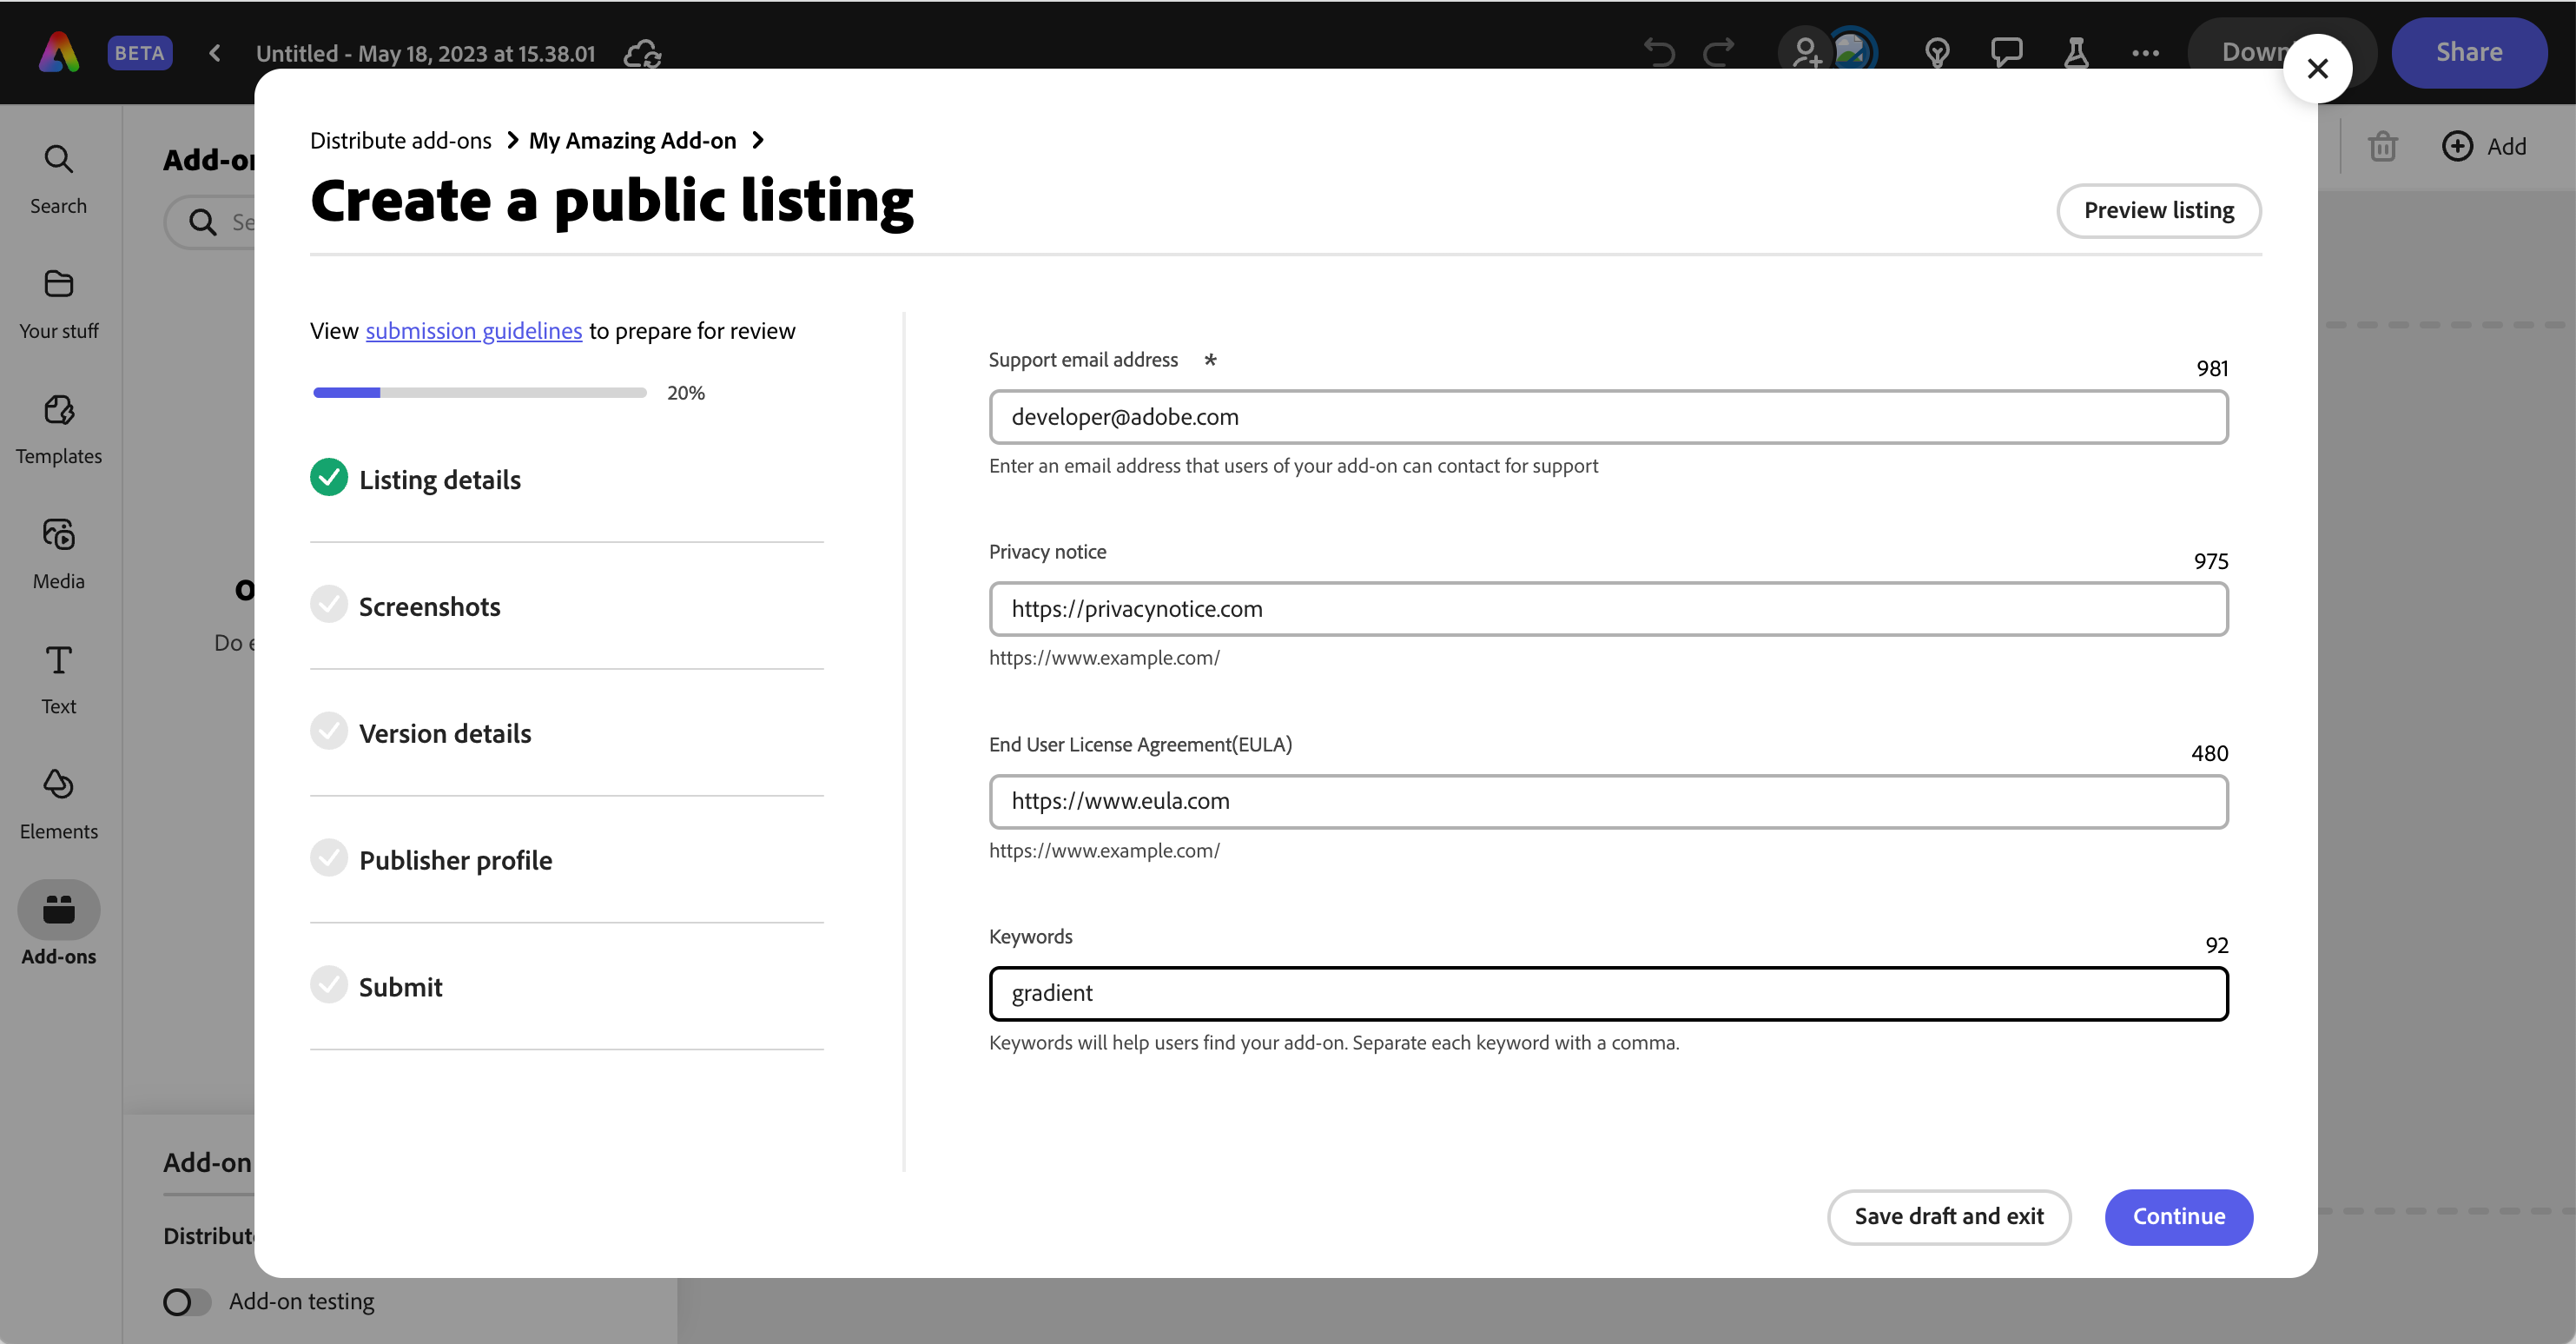 BETA
Untitled - May 18, 2023 at 15.38.01
Share
Search
Your stuff
Templates
Media
Text
Elements
Add-ons
Add
Distribute add-ons
My Amazing Add-on
Create a public listing
Preview listing
View submission guidelines to prepare for review
20%
Listing details
Screenshots
Version details
Publisher profile
Submit
Support email address *
981
developer@adobe.com
Enter an email address that users of your add-on can contact for support
Privacy notice
975
https://privacynotice.com
https://www.example.com/
End User License Agreement(EULA)
480
https://www.eula.com
https://www.example.com/
Keywords
92
gradient
Keywords will help users find your add-on. Separate each keyword with a comma.
Save draft and exit
Continue
Add-on
Add-on testing